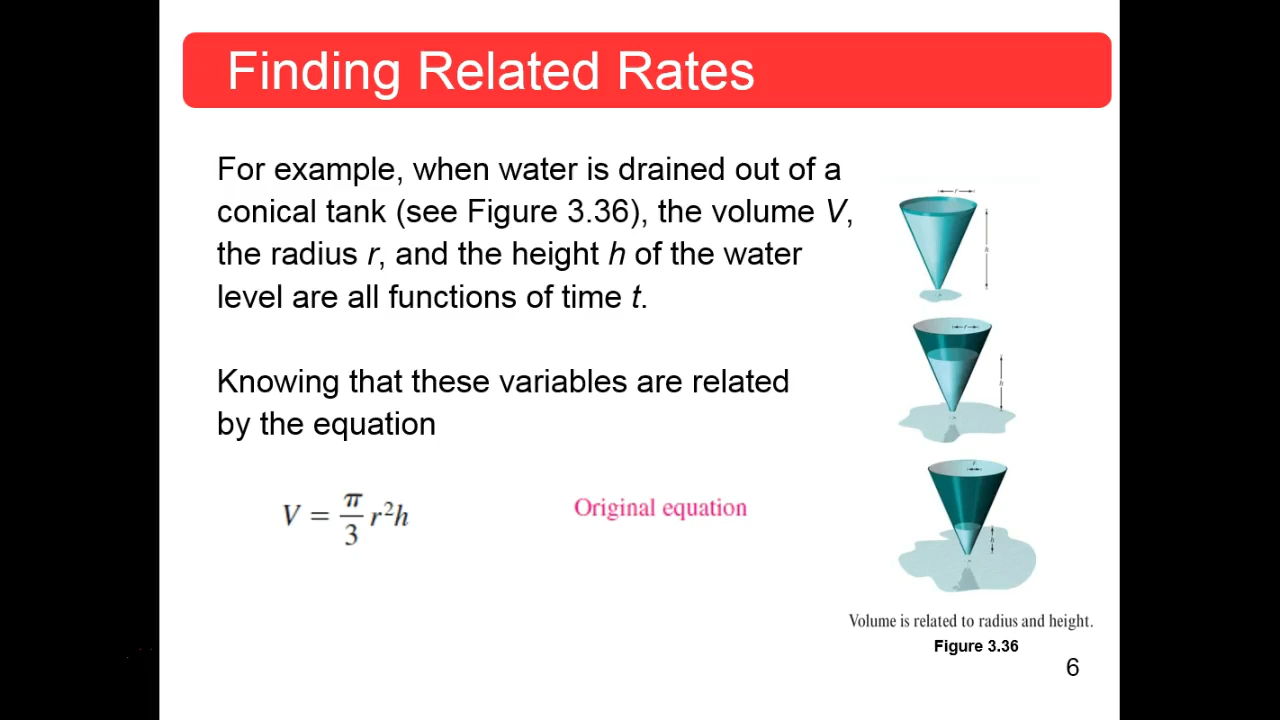 Finding Related Rates
For example, when water is drained out of a
conical tank (see Figure 3.36), the volume V,
the radius r, and the height h of the water
level are all functions of time t.
Knowing that these variables are related
by the equation
V = π/3 r²h
Original equation
r
h
r
h
r
h
Volume is related to radius and height.
Figure 3.36
6